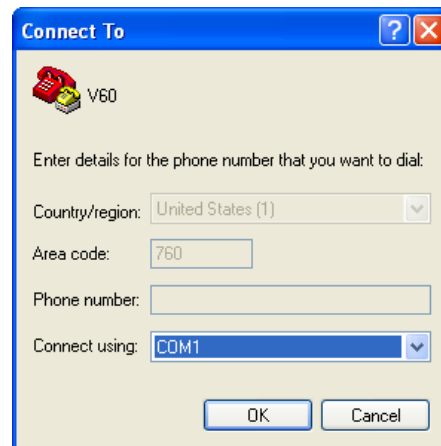 Connect To
V60
Enter details for the phone number that you want to dial:
Country/region: United States (1)
Area code: 760
Phone number:
Connect using: COM1
OK Cancel